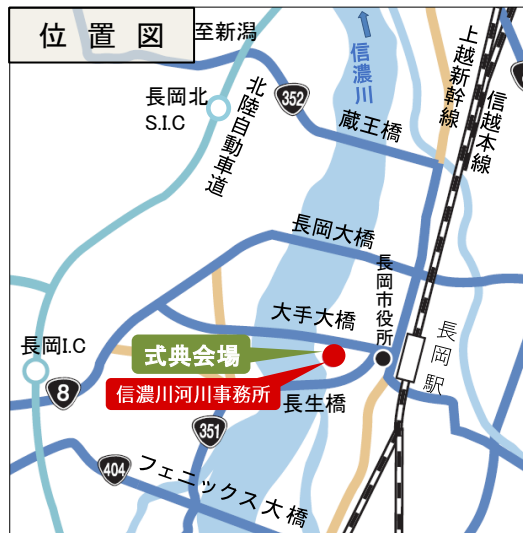 位置図
至新潟
長岡北
S.I.C
北陸自動車道
352
信濃川
蔵王橋
上越新幹線
信越本線
長岡大橋
長岡市役所
大手大橋
式典会場
信濃川河川事務所
長岡駅
長岡I.C
8
長生橋
351
404
フェニックス大橋